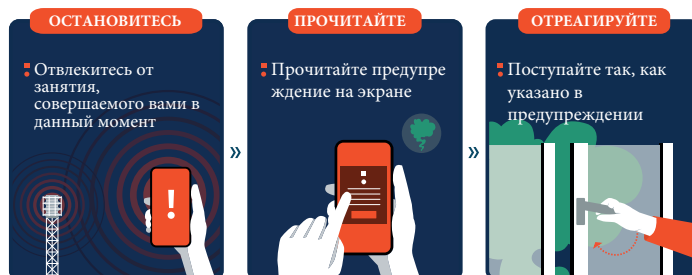 ОСТАНОВИТЕСЬ
Отвлекитесь от
занятия,
совершаемого вами в
данный момент
»
ПРОЧИТАЙТЕ
Прочитайте предупре
ждение на экране
»
ОТРЕАГИРУЙТЕ
Поступайте так, как
указано в
предупреждении